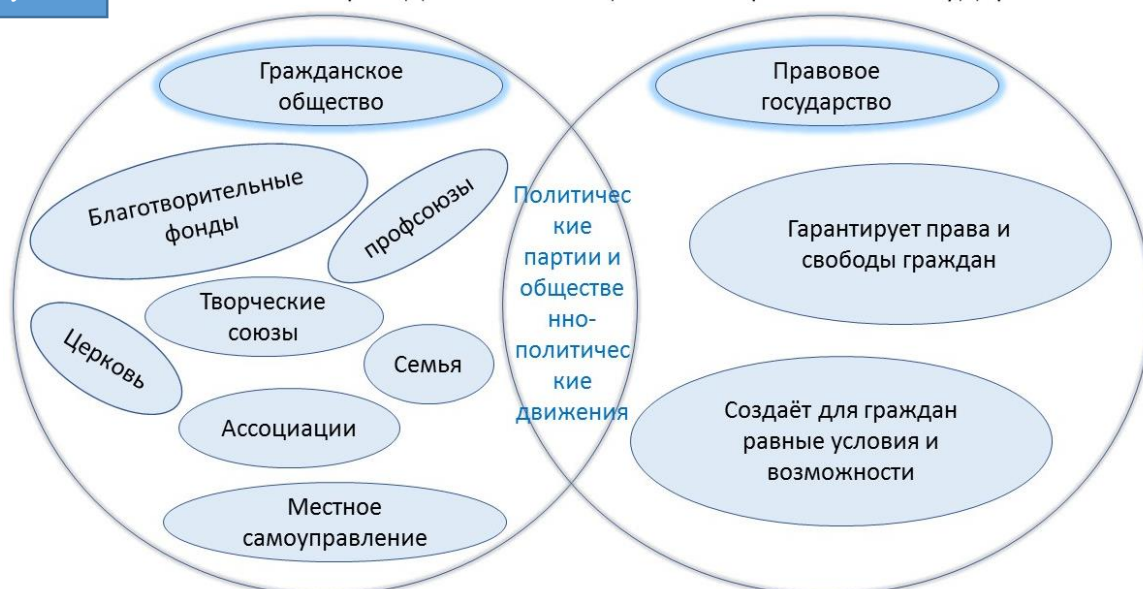 Гражданское
общество
Благотворительные
фонды
профсоюзы
Творческие
союзы
Церковь
Семья
Ассоциации
Местное
самоуправление
Политичес
кие
партии и
обществе
нно-
политичес
кие
движения
Правовое
государство
Гарантирует права и
свободы граждан
Создаёт для граждан
равные условия и
возможности